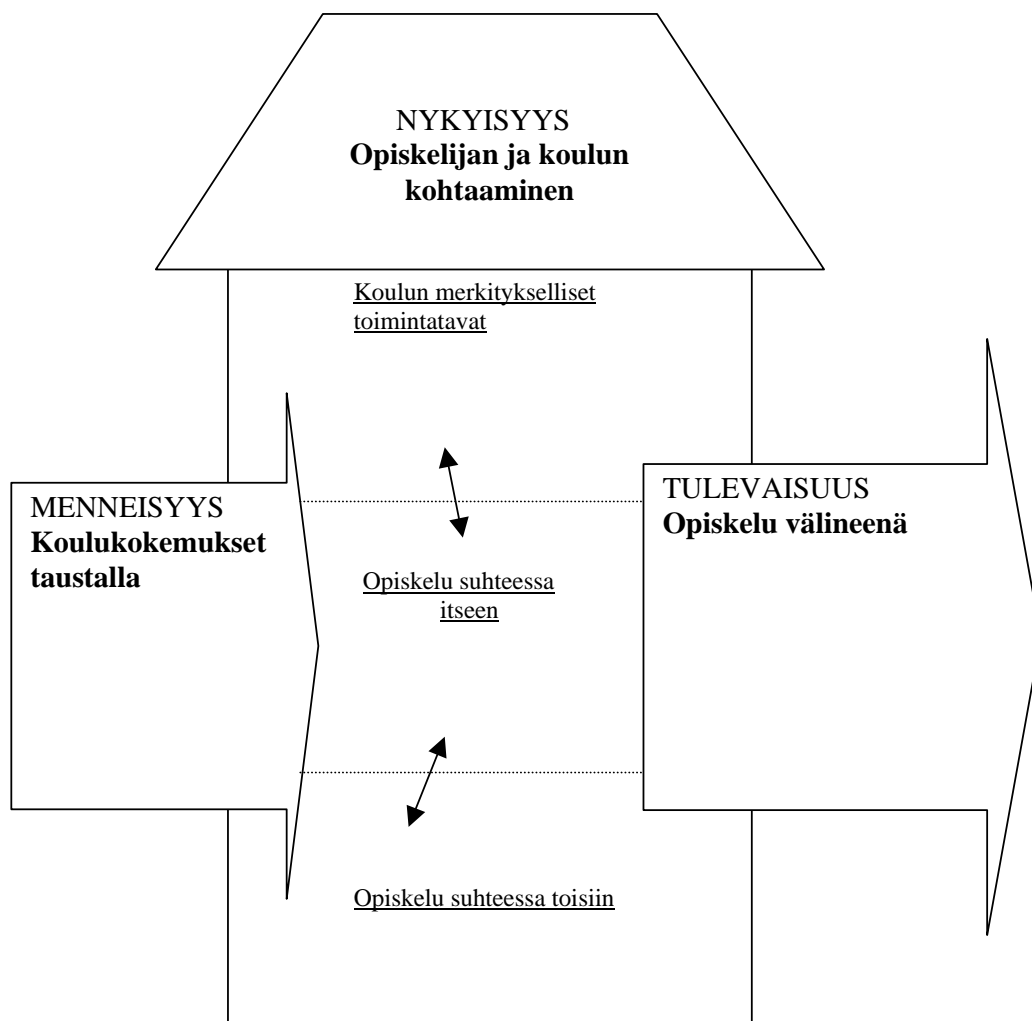 NYKYISYYS
Opiskelijan ja koulun
kohtaaminen
Koulun merkitykselliset
toimintatavat
MENNEISYYS
Koulukokemukset
taustalla
Opiskelu suhteessa
itseen
TULEVAISUUS
Opiskelu välineenä
Opiskelu suhteessa toisiin